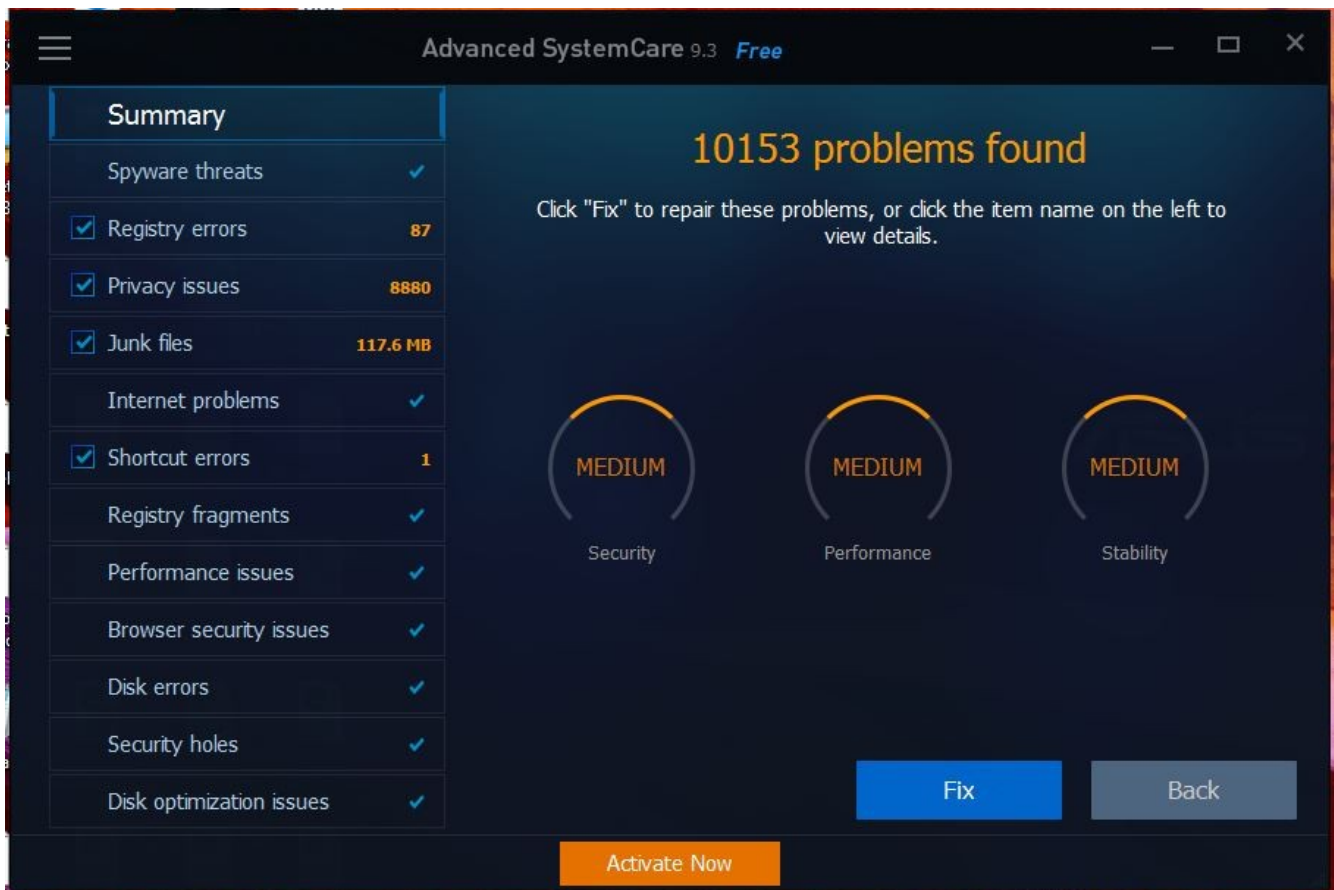 Advanced SystemCare 9.3 Free
Summary
Spyware threats
Registry errors 87
Privacy issues 8880
Junk files 117.6 MB
Internet problems
Shortcut errors 1
Registry fragments
Performance issues
Browser security issues
Disk errors
Security holes
Disk optimization issues
10153 problems found
Click "Fix" to repair these problems, or click the item name on the left to
view details.
MEDIUM
Security
MEDIUM
Performance
MEDIUM
Stability
Fix
Back
Activate Now